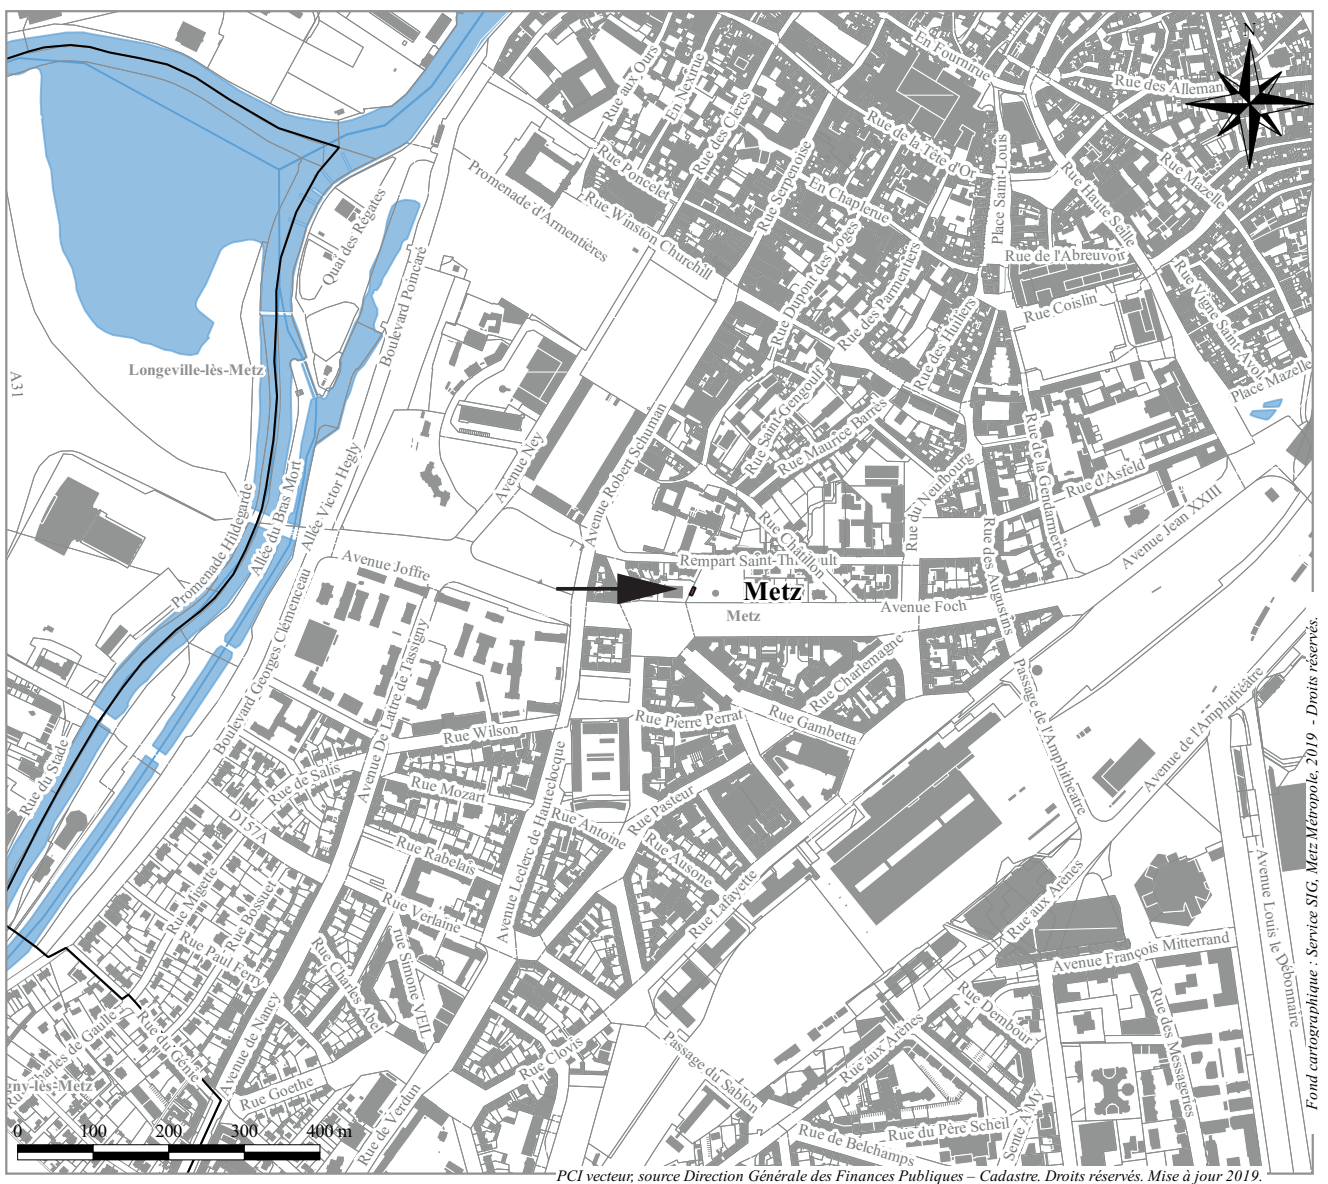 N
En Fournirue
Rue des Alleman
Rue aux Ours
En Nexirue
Rue des Clercs
Rue de la Tête d'Or
Place Saint-Louis
Rue Mazelle
Rue Haute Seille
Rue Poncelet
Rue Serpenoise
En Chaplerue
Promenade d'Armentières
Rue Winston Churchill
Quai des Régates
Boulevard Poincaré
Rue Dupont des Loges
Rue des Parmentiers
Rue de l'Abreuvoir
Rue Coislin
Rue Vigne Saint-Avol
Rue des Huiliers
Longeville-lès-Metz
A31
Place Mazelle
Rue Saint-Gengoulf
Rue Maurice Barrès
Avenue Robert Schuman
Avenue Ney
Rue de la Gendarmerie
Rue d'Asfeld
Rue du Neufbourg
Avenue Jean XXIII
Allée Victor Hegly
Allée du Bras Mort
Promenade Hildegarde
Rue Châtillon
Rue des Augustins
Avenue Joffre
Metz
Avenue Foch
Metz
Boulevard Georges Clémenceau
Avenue De Lattre de Tassigny
Rue Charlemagne
Passage de l'Amphithéâtre
Avenue de l'Amphithéâtre
Rue Pierre Perrat
Rue Gambetta
Rue Wilson
Rue du Stade
Rue de Salis
Rue Mozart
Avenue Leclerc de Hauteclocque
Rue Pasteur
Rue Antoine
D157A
Rue Rabelais
Rue Ausone
Rue Lafayette
Rue aux Arènes
Avenue Louis le Débonnaire
Rue Migette
Rue Bossuet
Rue Verlaine
Rue Paul Ferry
Rue Charles Abel
rue Simone VEIL
Avenue François Mitterrand
Rue Dembour
Rue des Messageries
Avenue de Nancy
Rue du Génie
Rue Clovis
Passage du Sablon
Rue aux Arènes
gny-lès-Metz
Rue Goethe
Rue de Verdun
Rue de Belchamps
Rue du Père Scheil
Sente À My
0 100 200 300 400 m
Fond cartographique : Service SIG, Metz Métropole, 2019 - Droits réservés.
PCI vecteur, source Direction Générale des Finances Publiques – Cadastre. Droits réservés. Mise à jour 2019.